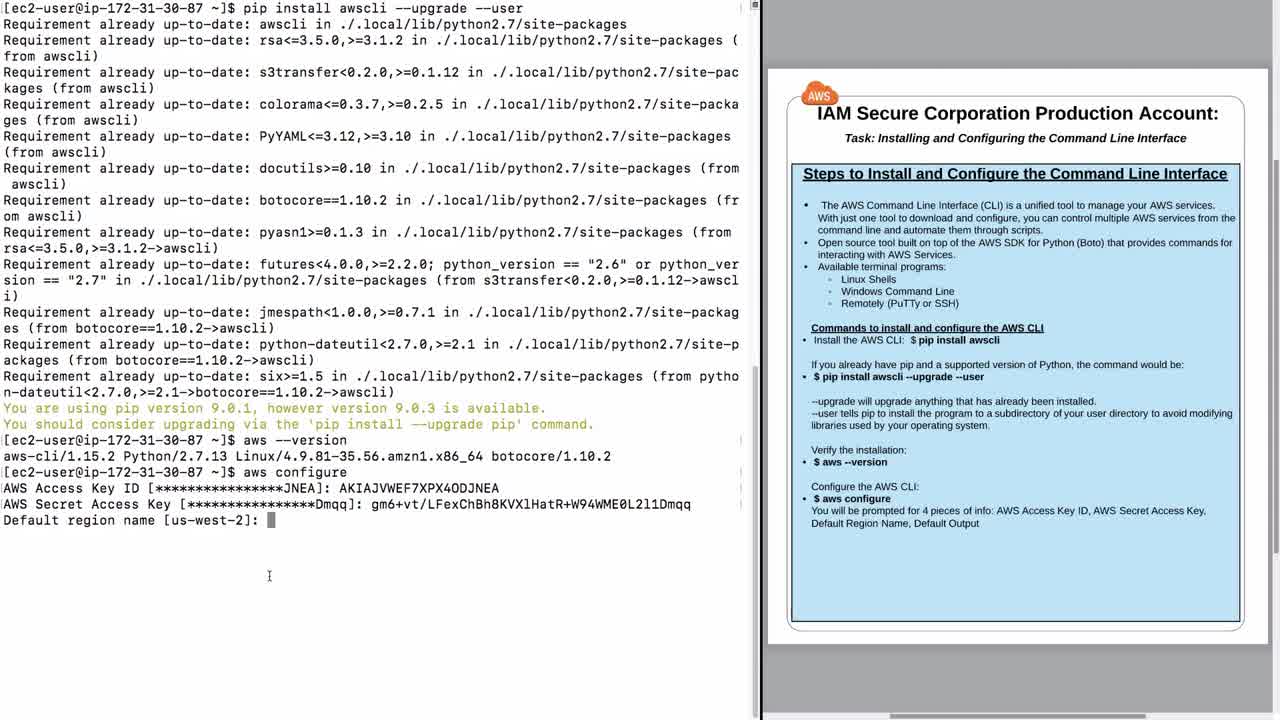 [ec2-user@ip-172-31-30-87 ~]$ pip install awscli --upgrade --user
Requirement already up-to-date: awscli in ./.local/lib/python2.7/site-packages
Requirement already up-to-date: rsa<=3.5.0,>=3.1.2 in ./.local/lib/python2.7/site-packages (
from awscli)
Requirement already up-to-date: s3transfer<0.2.0,>=0.1.12 in ./.local/lib/python2.7/site-pac
kages (from awscli)
Requirement already up-to-date: colorama<=0.3.7,>=0.2.5 in ./.local/lib/python2.7/site-packa
ges (from awscli)
Requirement already up-to-date: PyYAML<=3.12,>=3.10 in ./.local/lib/python2.7/site-packages
(from awscli)
Requirement already up-to-date: docutils>=0.10 in ./.local/lib/python2.7/site-packages (from
 awscli)
Requirement already up-to-date: botocore==1.10.2 in ./.local/lib/python2.7/site-packages (fr
om awscli)
Requirement already up-to-date: pyasn1>=0.1.3 in ./.local/lib/python2.7/site-packages (from
rsa<=3.5.0,>=3.1.2->awscli)
Requirement already up-to-date: futures<4.0.0,>=2.2.0; python_version == "2.6" or python_ver
sion == "2.7" in ./.local/lib/python2.7/site-packages (from s3transfer<0.2.0,>=0.1.12->awscl
i)
Requirement already up-to-date: jmespath<1.0.0,>=0.7.1 in ./.local/lib/python2.7/site-packag
es (from botocore==1.10.2->awscli)
Requirement already up-to-date: python-dateutil<2.7.0,>=2.1 in ./.local/lib/python2.7/site-p
ackages (from botocore==1.10.2->awscli)
Requirement already up-to-date: six>=1.5 in ./.local/lib/python2.7/site-packages (from pytho
n-dateutil<2.7.0,>=2.1->botocore==1.10.2->awscli)
You are using pip version 9.0.1, however version 9.0.3 is available.
You should consider upgrading via the 'pip install --upgrade pip' command.
[ec2-user@ip-172-31-30-87 ~]$ aws --version
aws-cli/1.15.2 Python/2.7.13 Linux/4.9.81-35.56.amzn1.x86_64 botocore/1.10.2
[ec2-user@ip-172-31-30-87 ~]$ aws configure
AWS Access Key ID [****************JNEA]: AKIAJVWEF7XPX4ODJNEA
AWS Secret Access Key [****************Dmqq]: 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
Default region name [us-west-2]:
AWS
IAM Secure Corporation Production Account:
Task: Installing and Configuring the Command Line Interface
Steps to Install and Configure the Command Line Interface
• The AWS Command Line Interface (CLI) is a unified tool to manage your AWS services.
With just one tool to download and configure, you can control multiple AWS services from the
command line and automate them through scripts.
• Open source tool built on top of the AWS SDK for Python (Boto) that provides commands for
interacting with AWS Services.
• Available terminal programs:
◦ Linux Shells
◦ Windows Command Line
◦ Remotely (PuTTy or SSH)
Commands to install and configure the AWS CLI
• Install the AWS CLI: $ pip install awscli
If you already have pip and a supported version of Python, the command would be:
• $ pip install awscli --upgrade --user
--upgrade will upgrade anything that has already been installed.
--user tells pip to install the program to a subdirectory of your user directory to avoid modifying
libraries used by your operating system.
Verify the installation:
• $ aws --version
Configure the AWS CLI:
• $ aws configure
You will be prompted for 4 pieces of info: AWS Access Key ID, AWS Secret Access Key,
Default Region Name, Default Output